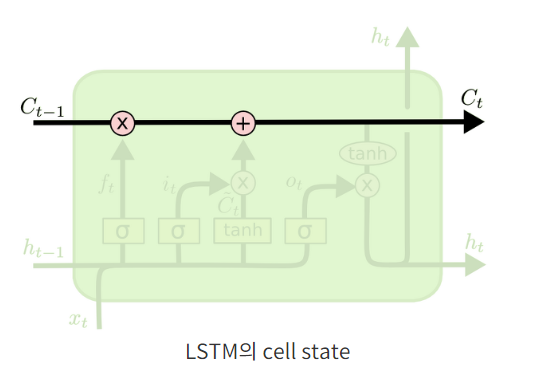 h_t
C_{t-1}
C_t
x
+
tanh
f_t
i_t
x
o_t
x
C̃_t
σ
σ
tanh
σ
h_{t-1}
h_t
x_t
LSTM의 cell state